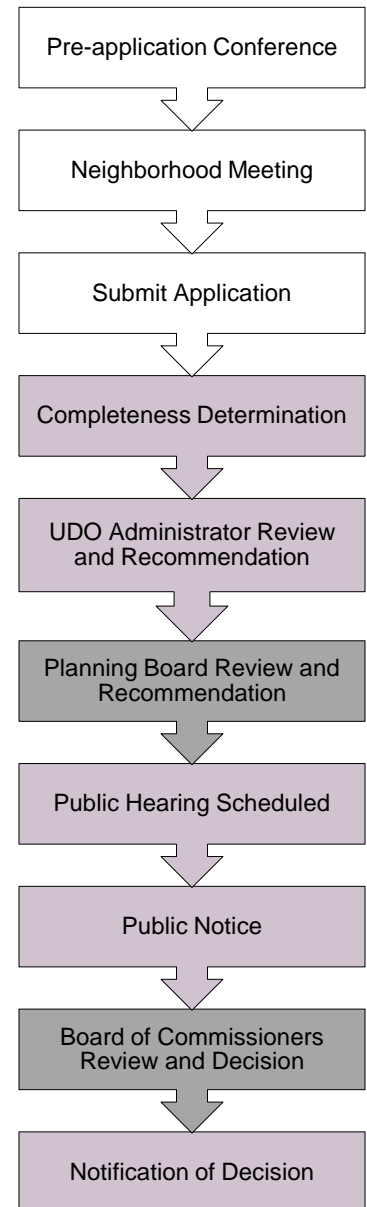 Pre-application Conference
Neighborhood Meeting
Submit Application
Completeness Determination
UDO Administrator Review
and Recommendation
Planning Board Review and
Recommendation
Public Hearing Scheduled
Public Notice
Board of Commissioners
Review and Decision
Notification of Decision